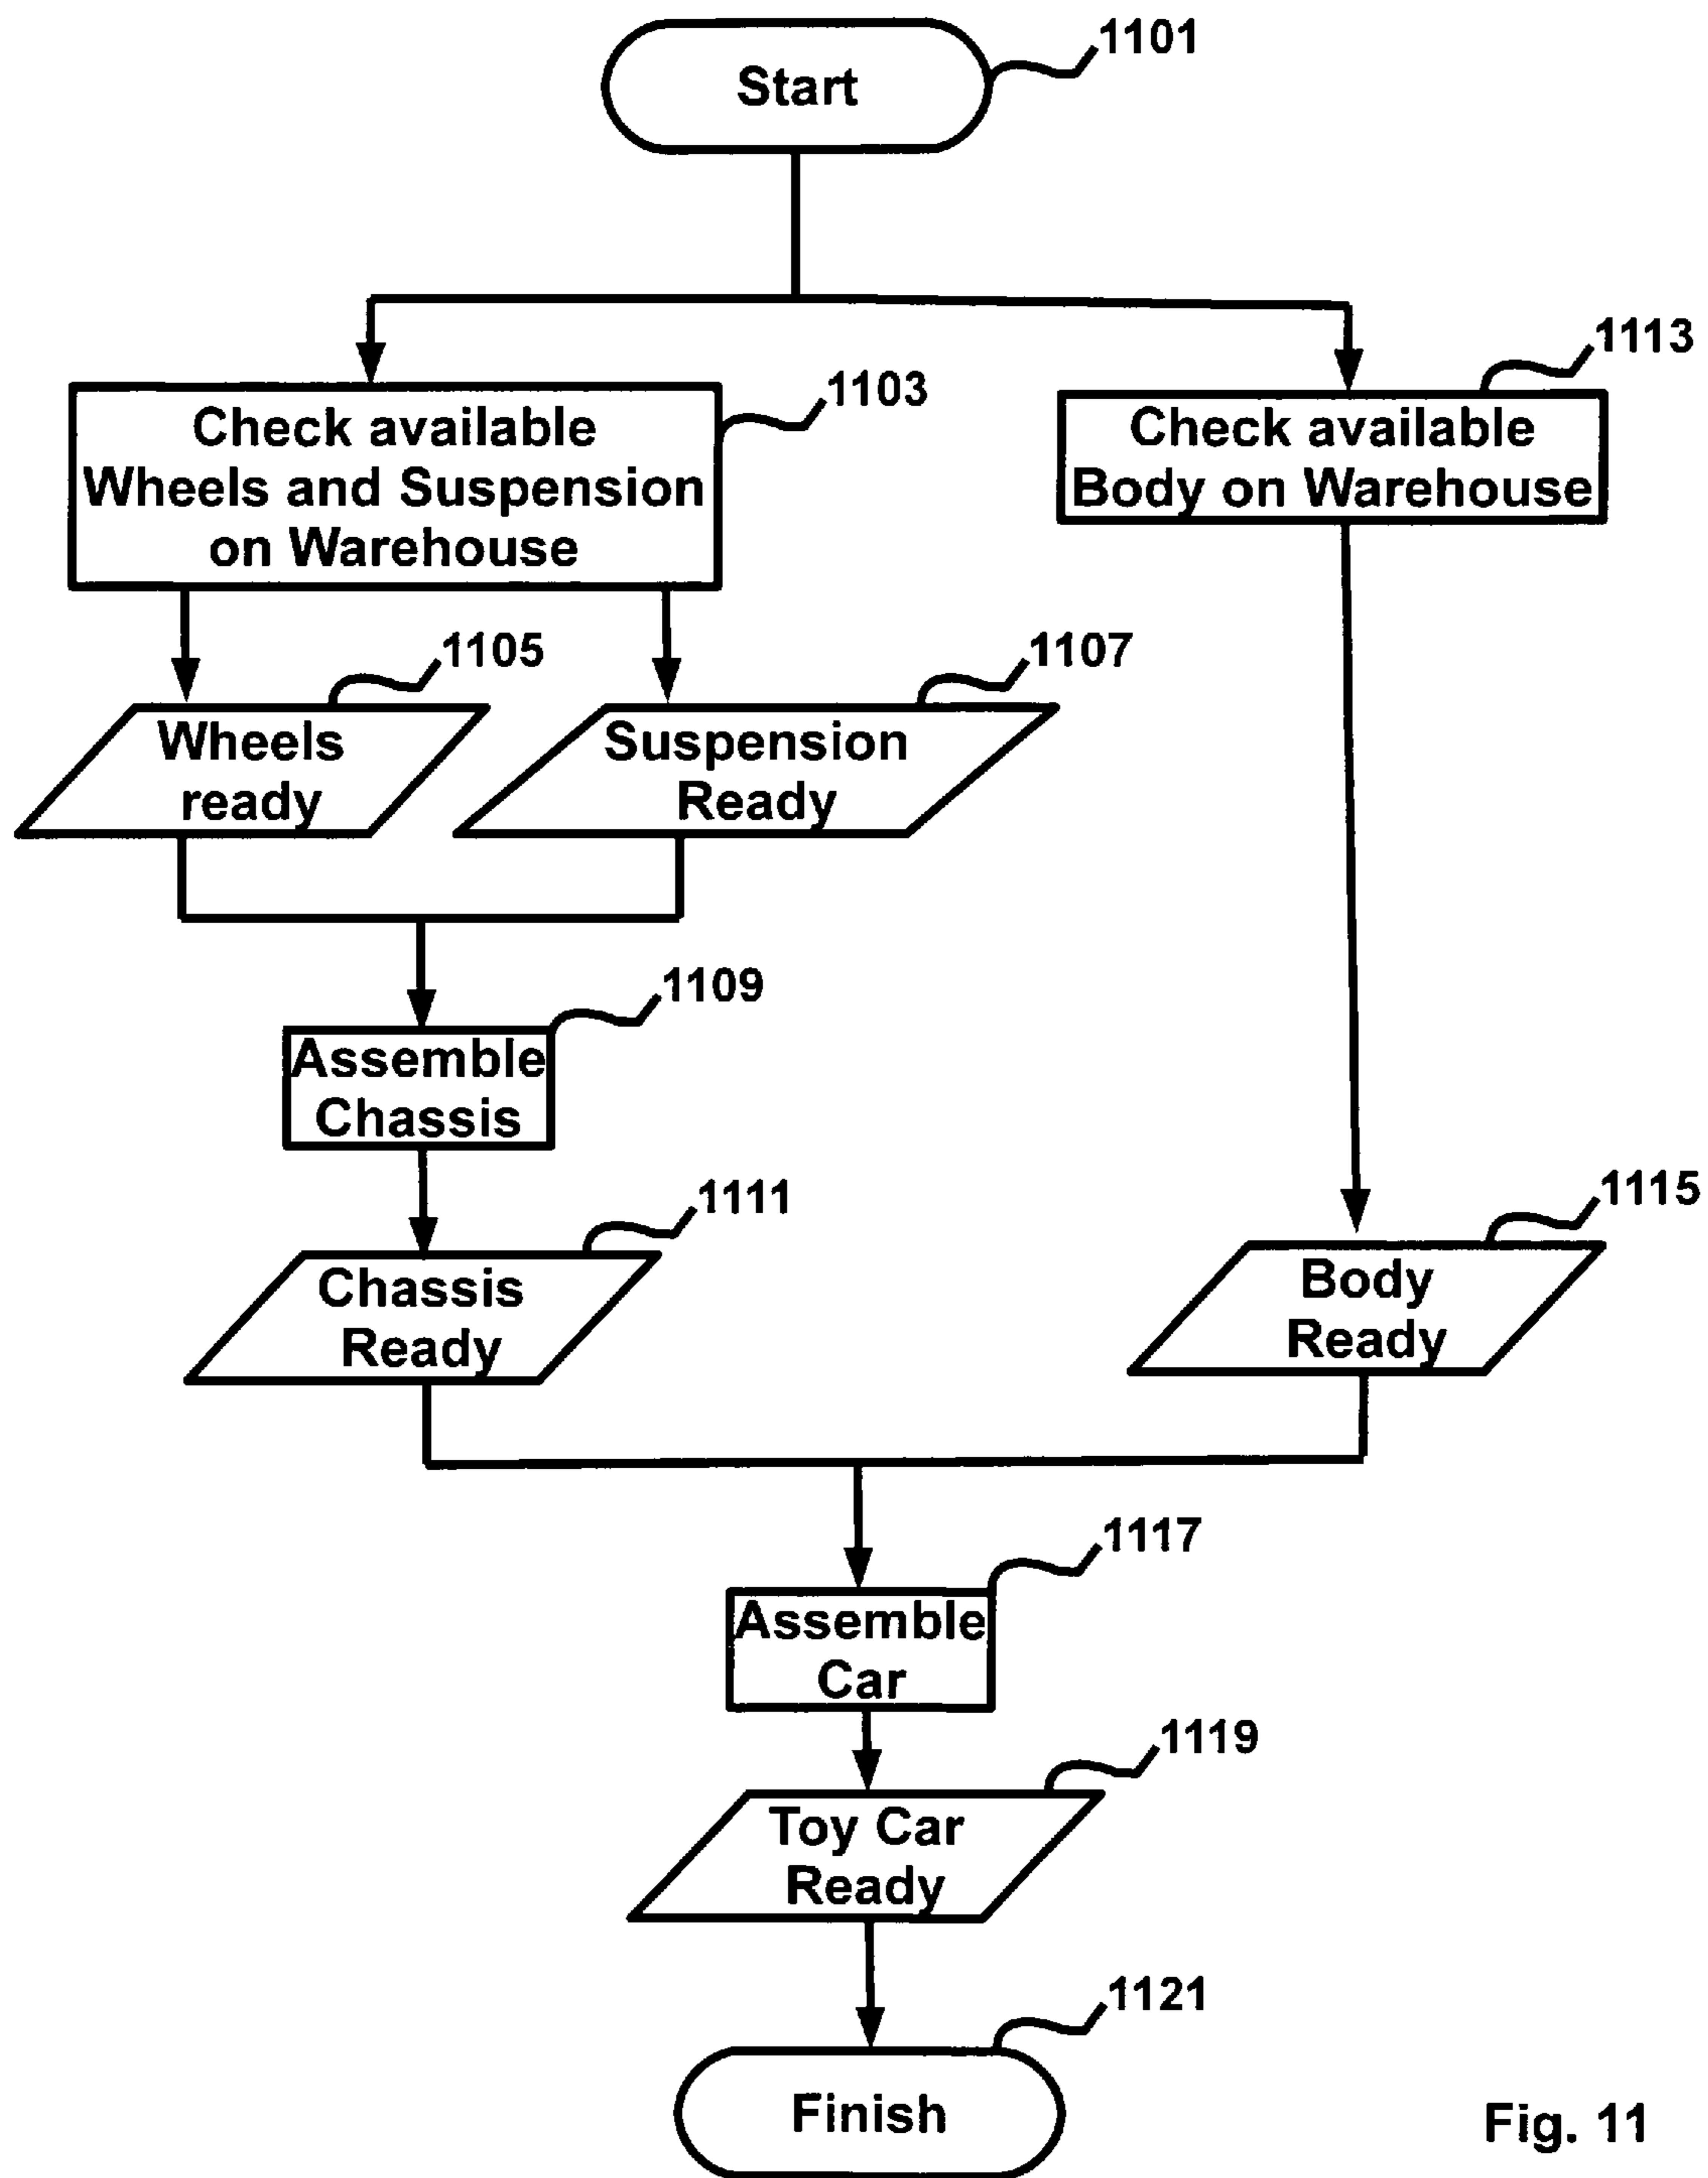 1101
Start
1113
1103
Check available
Wheels and Suspension
on Warehouse
Check available
Body on Warehouse
1105
1107
Wheels
ready
Suspension
Ready
1109
Assemble
Chassis
1111
1115
Chassis
Ready
Body
Ready
1117
Assemble
Car
1119
Toy Car
Ready
1121
Finish
Fig. 11